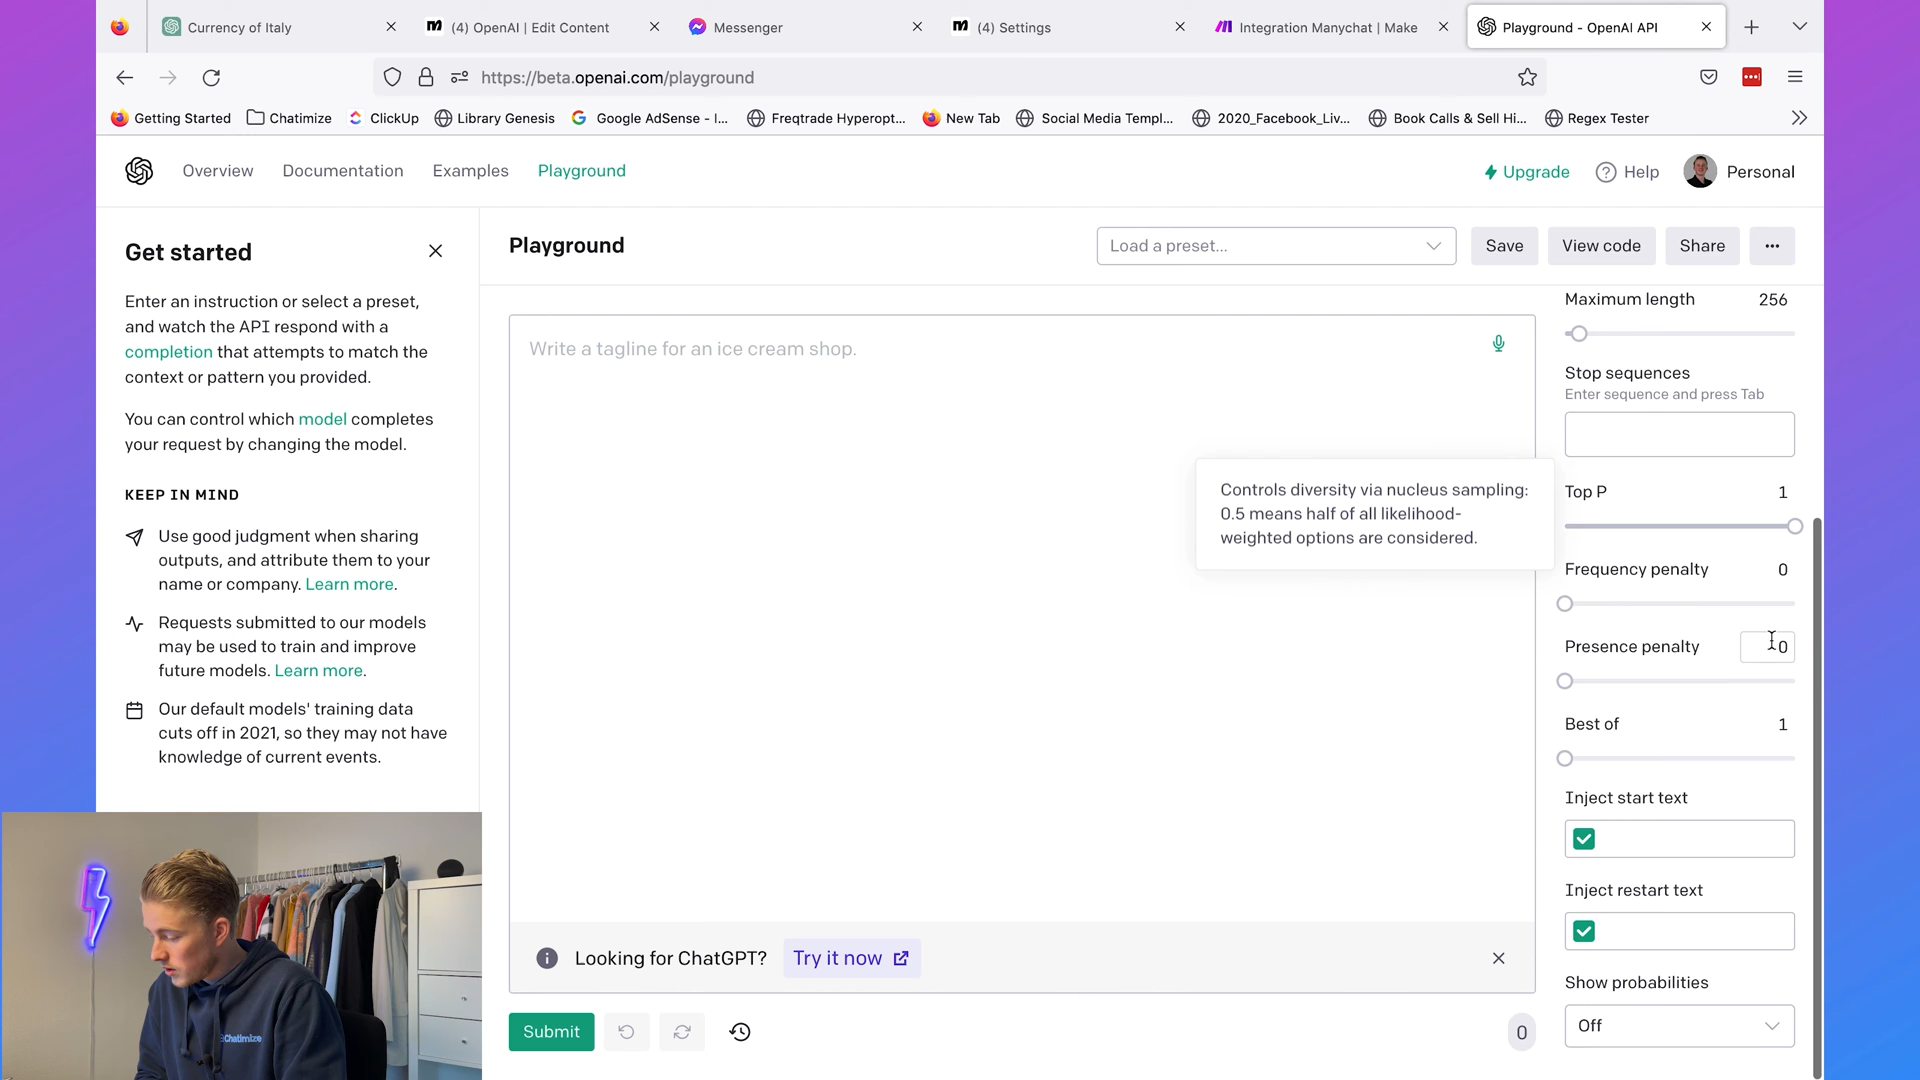 Currency of Italy
(4) OpenAI | Edit Content
Messenger
(4) Settings
Integration Manychat | Make
Playground - OpenAI API
https://beta.openai.com/playground
Getting Started
Chatimize
ClickUp
Library Genesis
Google AdSense - I...
Freqtrade Hyperopt...
New Tab
Social Media Templ...
2020_Facebook_Liv...
Book Calls & Sell Hi...
Regex Tester
Overview
Documentation
Examples
Playground
Upgrade
Help
Personal
Get started
Enter an instruction or select a preset,
and watch the API respond with a
completion that attempts to match the
context or pattern you provided.
You can control which model completes
your request by changing the model.
KEEP IN MIND
Use good judgment when sharing
outputs, and attribute them to your
name or company. Learn more.
Requests submitted to our models
may be used to train and improve
future models. Learn more.
Our default models' training data
cuts off in 2021, so they may not have
knowledge of current events.
Playground
Load a preset...
Save
View code
Share
Write a tagline for an ice cream shop.
Controls diversity via nucleus sampling:
0.5 means half of all likelihood-
weighted options are considered.
Looking for ChatGPT?
Try it now
Submit
0
Maximum length 256
Stop sequences
Enter sequence and press Tab
Top P 1
Frequency penalty 0
Presence penalty 0
Best of 1
Inject start text
Inject restart text
Show probabilities
Off
Chatimize